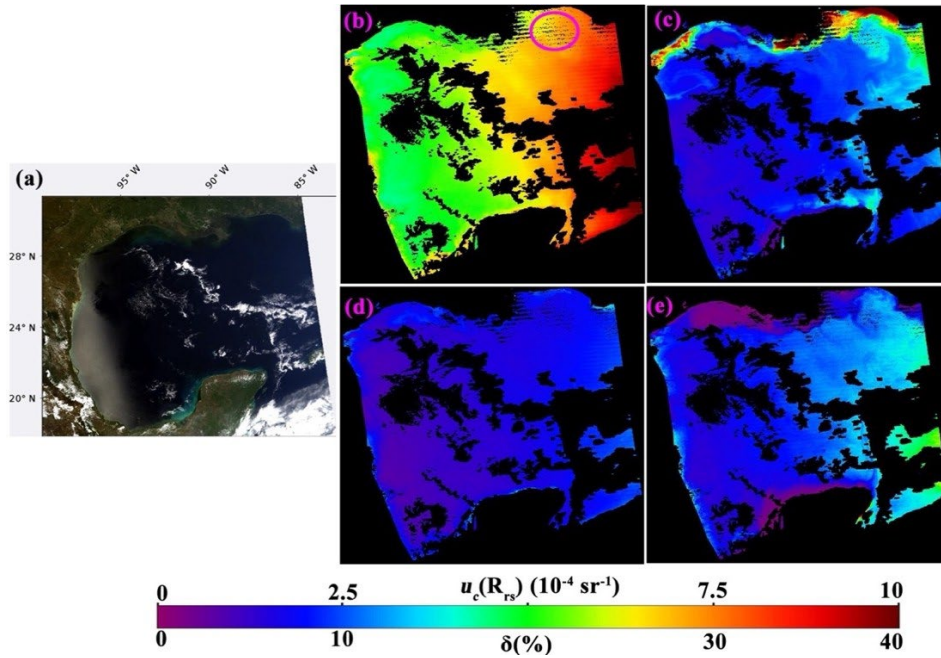 (b)
(c)
(a)
95° W
90° W
85° W
28° N
24° N
20° N
(d)
(e)
0 2.5 u_c(R_rs) (10⁻⁴ sr⁻¹) 7.5 10
0 10 δ(%) 30 40